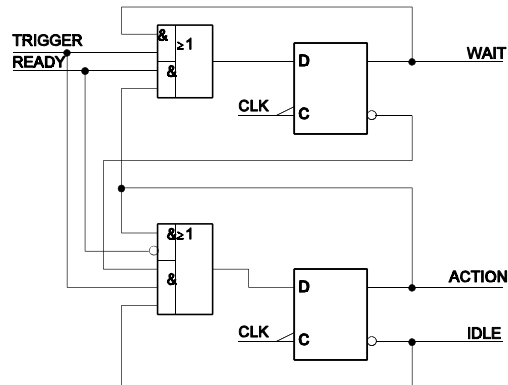 TRIGGER
READY
&
≥1
&
D
WAIT
CLK
C
&≥1
&
D
ACTION
CLK
C
IDLE